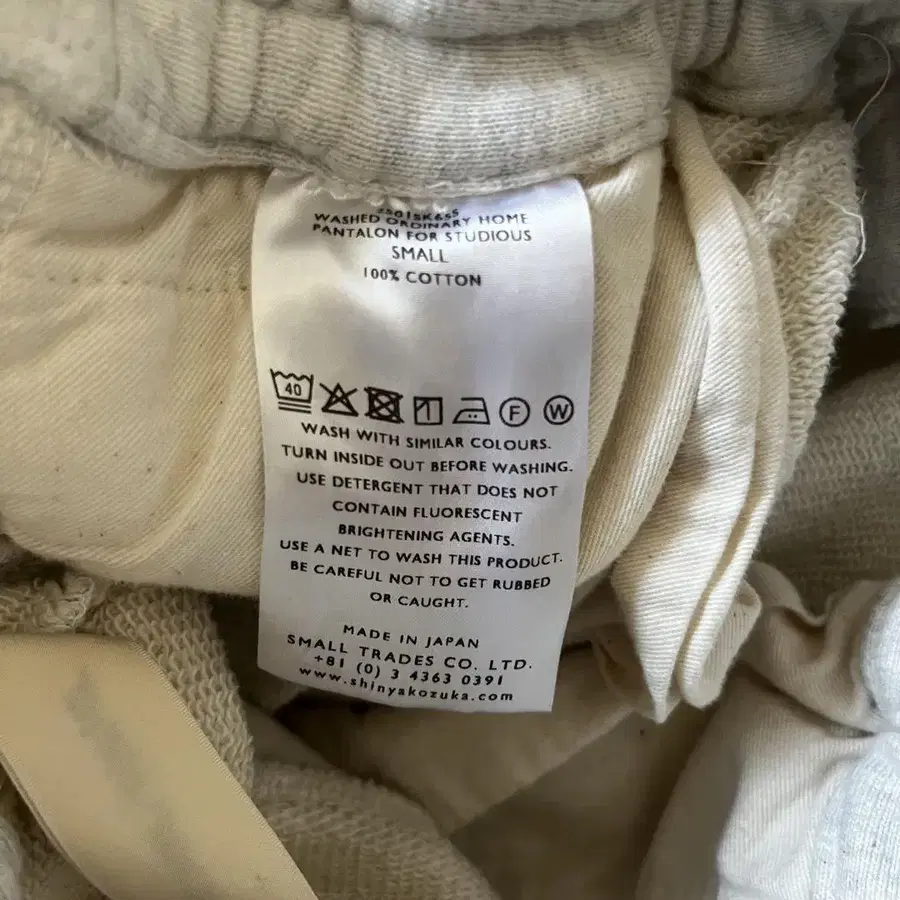 2501SK655
WASHED ORDINARY HOME
PANTALON FOR STUDIOUS
SMALL
100% COTTON
40
F W
WASH WITH SIMILAR COLOURS.
TURN INSIDE OUT BEFORE WASHING.
USE DETERGENT THAT DOES NOT
CONTAIN FLUORESCENT
BRIGHTENING AGENTS.
USE A NET TO WASH THIS PRODUCT.
BE CAREFUL NOT TO GET RUBBED
OR CAUGHT.
MADE IN JAPAN
SMALL TRADES CO. LTD.
+81 (0) 3 4363 0391
www.shinyakozuka.com